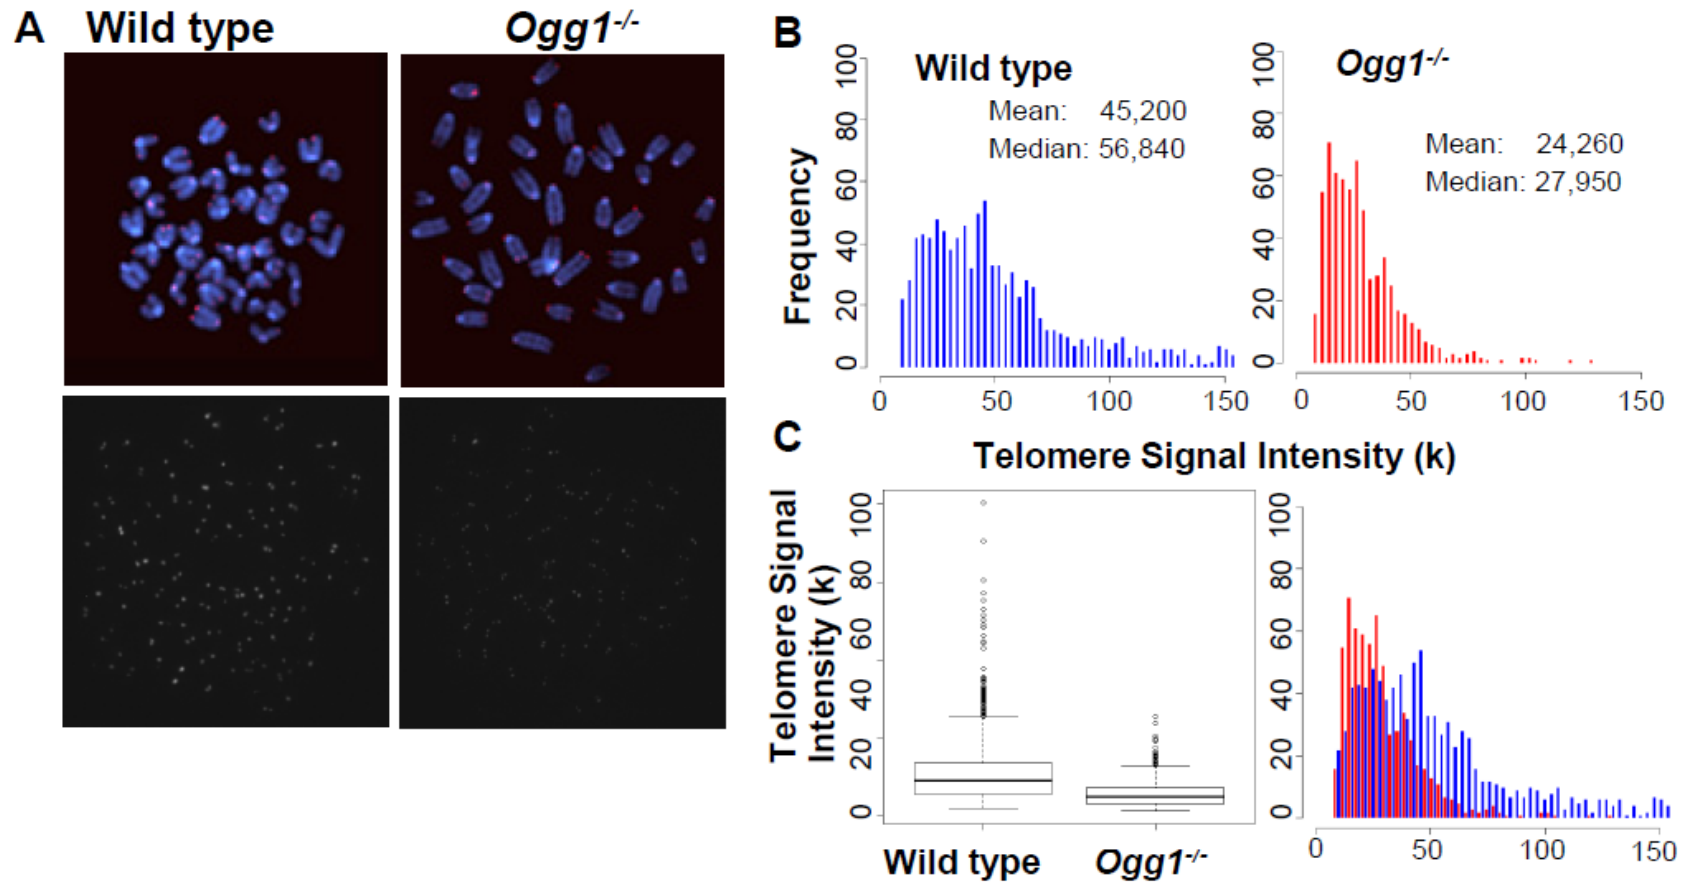 A
Wild type
Ogg1-/-
B
Wild type
Mean: 45,200
Median: 56,840
Frequency
0
20
40
60
80
100
0
50
100
150
Ogg1-/-
Mean: 24,260
Median: 27,950
0
20
40
60
80
100
0
50
100
150
Telomere Signal Intensity (k)
C
Telomere Signal
Intensity (k)
0
20
40
60
80
100
Wild type
Ogg1-/-
0
20
40
60
80
100
0
50
100
150